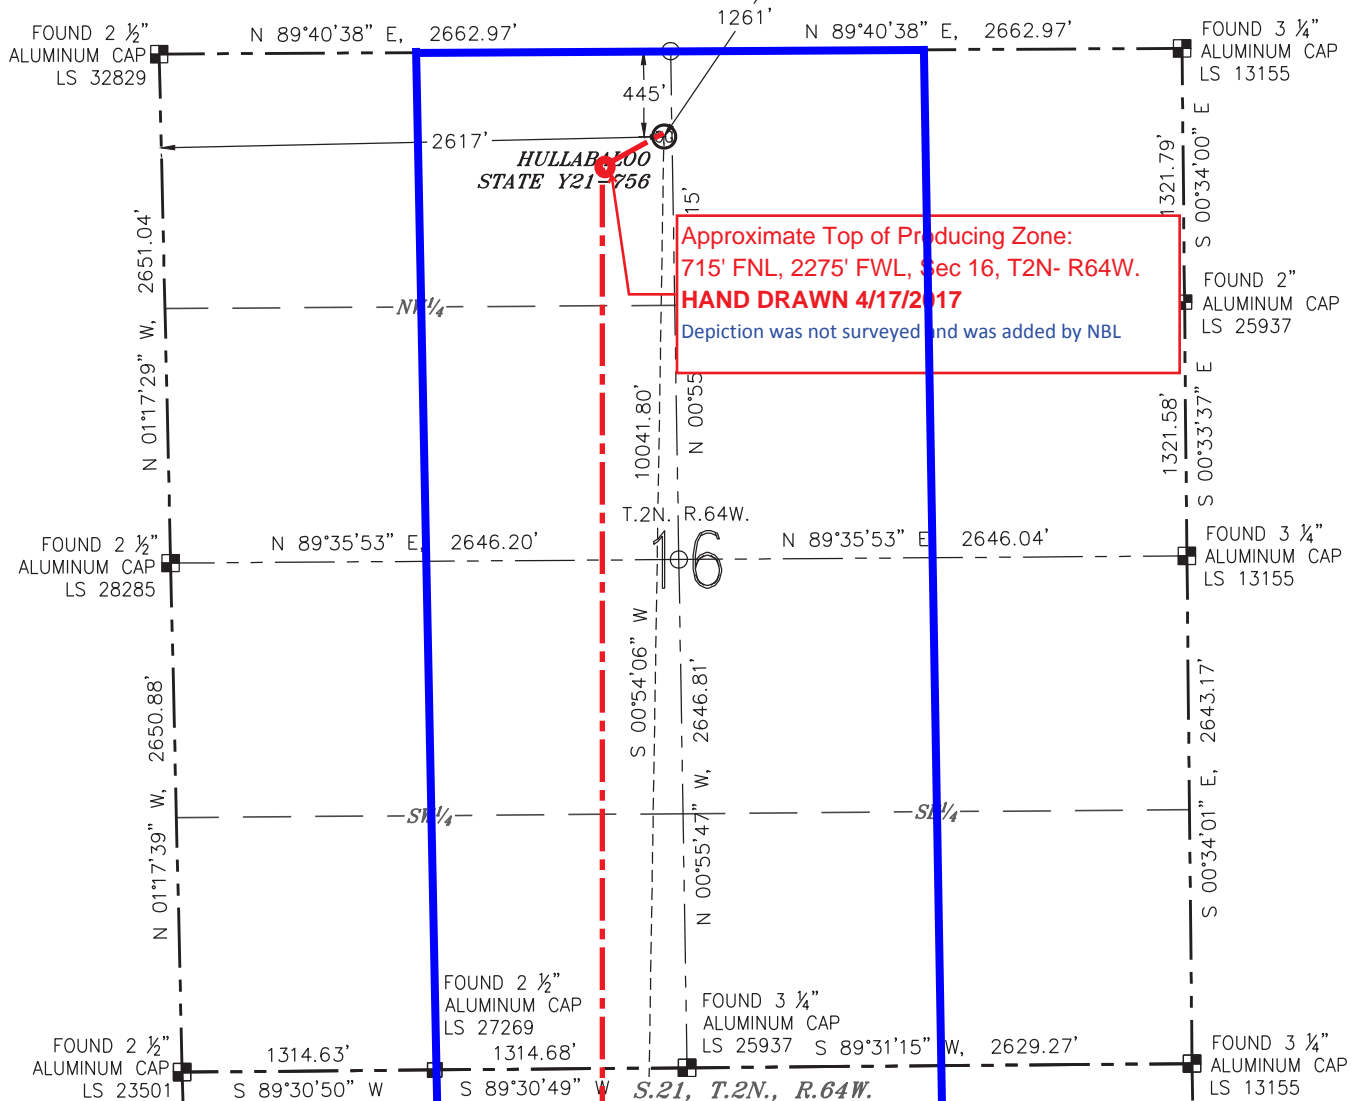 1261'
FOUND 2 ½"
ALUMINUM CAP
LS 32829
N 89°40'38" E, 2662.97'
N 89°40'38" E, 2662.97'
FOUND 3 ¼"
ALUMINUM CAP
LS 13155
445'
2617'
HULLABALOO
STATE Y21-756
1321.79'
S 00°34'00" E
15'
Approximate Top of Producing Zone:
715' FNL, 2275' FWL, Sec 16, T2N- R64W.
HAND DRAWN 4/17/2017
Depiction was not surveyed and was added by NBL
N 01°17'29" W, 2651.04'
NW¼
FOUND 2"
ALUMINUM CAP
LS 25937
10041.80'
N 00°55
1321.58'
S 00°33'37" E
T.2N. R.64W.
16
FOUND 2 ½"
ALUMINUM CAP
LS 28285
N 89°35'53" E, 2646.20'
N 89°35'53" E, 2646.04'
FOUND 3 ¼"
ALUMINUM CAP
LS 13155
S 00°54'06" W
N 00°55'47" W, 2646.81'
N 01°17'39" W, 2650.88'
S 00°34'01" E, 2643.17'
SW¼
SE¼
FOUND 2 ½"
ALUMINUM CAP
LS 27269
FOUND 3 ¼"
ALUMINUM CAP
LS 25937
FOUND 2 ½"
ALUMINUM CAP
LS 23501
1314.63'
S 89°30'50" W
1314.68'
S 89°30'49" W
S 89°31'15" W, 2629.27'
FOUND 3 ¼"
ALUMINUM CAP
LS 13155
S.21, T.2N., R.64W.